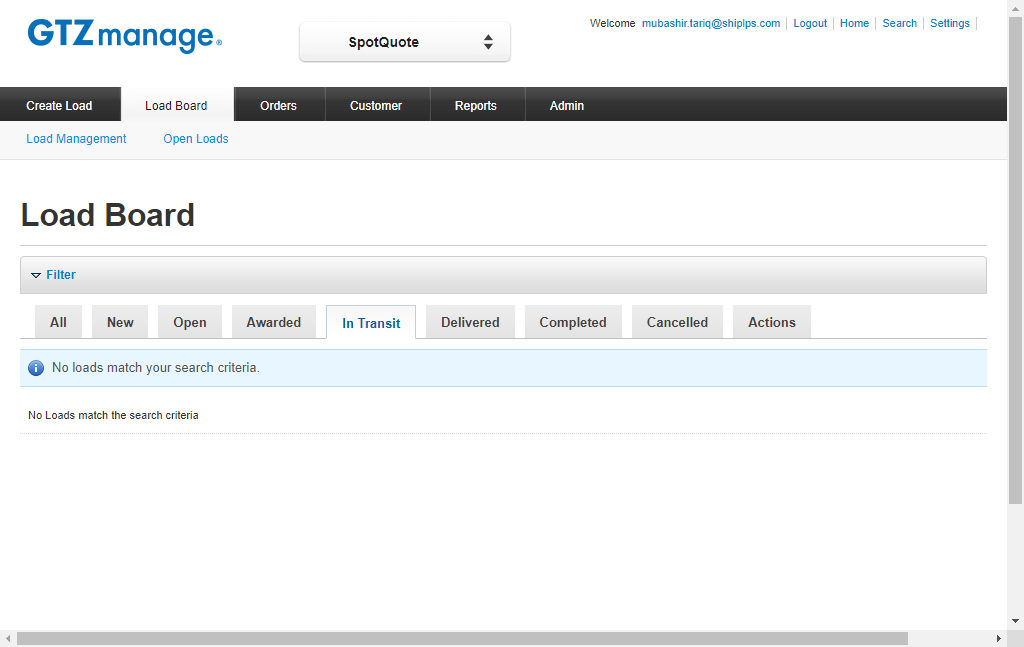 GTZmanage®
SpotQuote
Welcome mubashir.tariq@shiplps.com Logout Home Search Settings
Create Load Load Board Orders Customer Reports Admin
Load Management Open Loads
Load Board
Filter
All New Open Awarded In Transit Delivered Completed Cancelled Actions
No loads match your search criteria.
No Loads match the search criteria